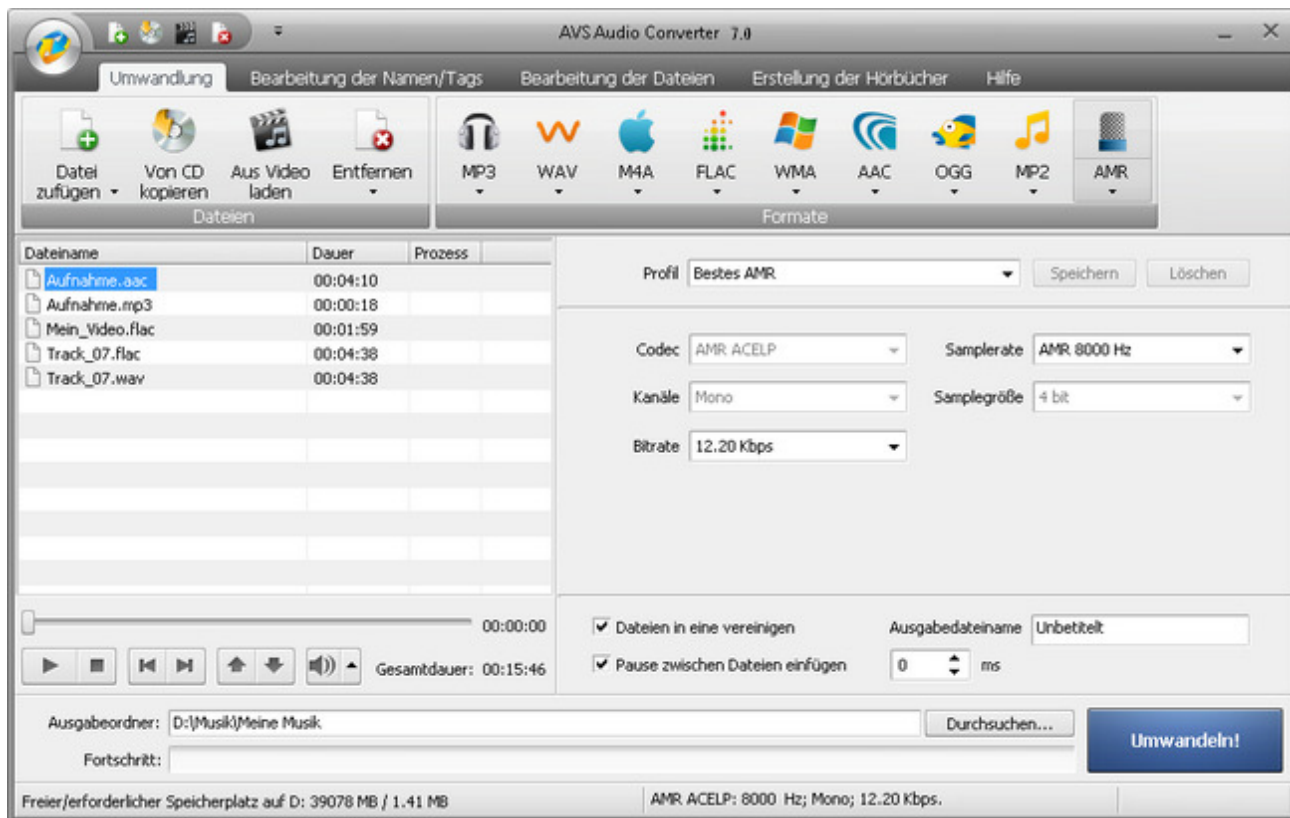 AVS Audio Converter 7.0
Umwandlung Bearbeitung der Namen/Tags Bearbeitung der Dateien Erstellung der Hörbücher Hilfe
Datei zufügen Von CD kopieren Aus Video laden Entfernen MP3 WAV M4A FLAC WMA AAC OGG MP2 AMR
Dateien Formate
Dateiname Dauer Prozess
Aufnahme.aac 00:04:10
Aufnahme.mp3 00:00:18
Mein_Video.flac 00:01:59
Track_07.flac 00:04:38
Track_07.wav 00:04:38
Profil Bestes AMR Speichern Löschen
Codec AMR ACELP Samplerate AMR 8000 Hz
Kanäle Mono Samplegröße 4 bit
Bitrate 12.20 Kbps
00:00:00
Gesamtdauer: 00:15:46
Dateien in eine vereinigen Ausgabedateiname Unbetitelt
Pause zwischen Dateien einfügen 0 ms
Ausgabeordner: D:\Musik\Meine Musik Durchsuchen...
Fortschritt:
Umwandeln!
Freier/erforderlicher Speicherplatz auf D: 39078 MB / 1.41 MB AMR ACELP: 8000 Hz; Mono; 12.20 Kbps.